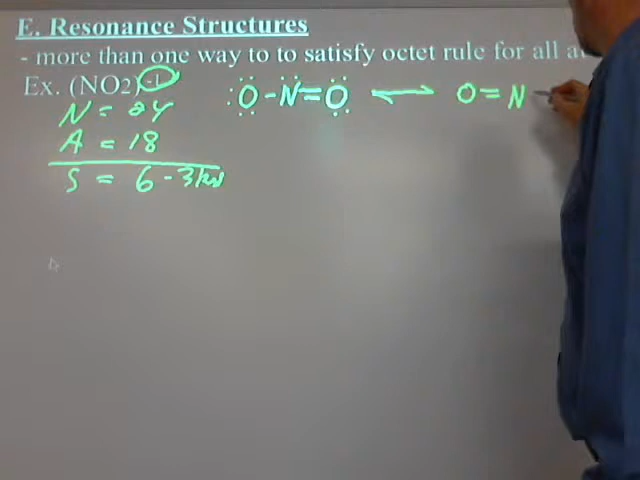 E. Resonance Structures
- more than one way to to satisfy octet rule for all
Ex. (NO2)-1
N = 24
A = 18
S = 6 - 3
O - N = O ⟷ O = N -